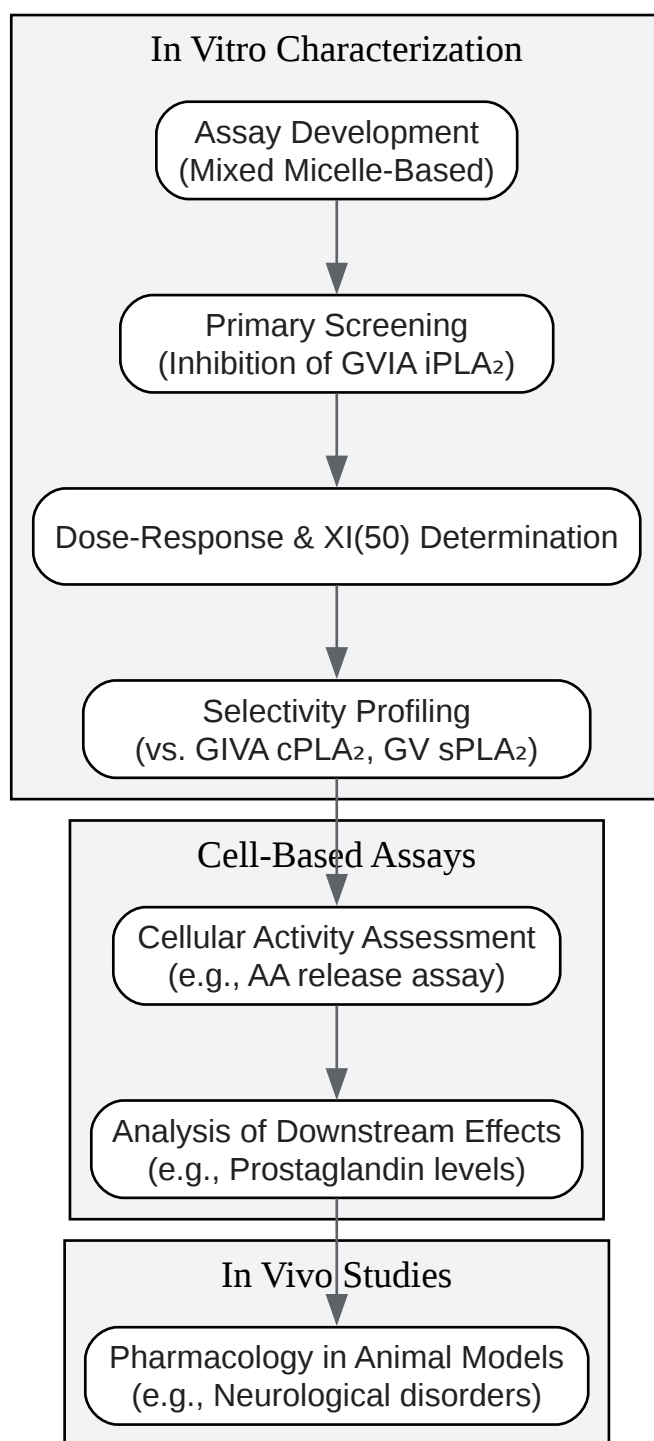 In Vitro Characterization
Assay Development
(Mixed Micelle-Based)
Primary Screening
(Inhibition of GVIA iPLA₂)
Dose-Response & XI(50) Determination
Selectivity Profiling
(vs. GIVA cPLA₂, GV sPLA₂)
Cell-Based Assays
Cellular Activity Assessment
(e.g., AA release assay)
Analysis of Downstream Effects
(e.g., Prostaglandin levels)
In Vivo Studies
Pharmacology in Animal Models
(e.g., Neurological disorders)